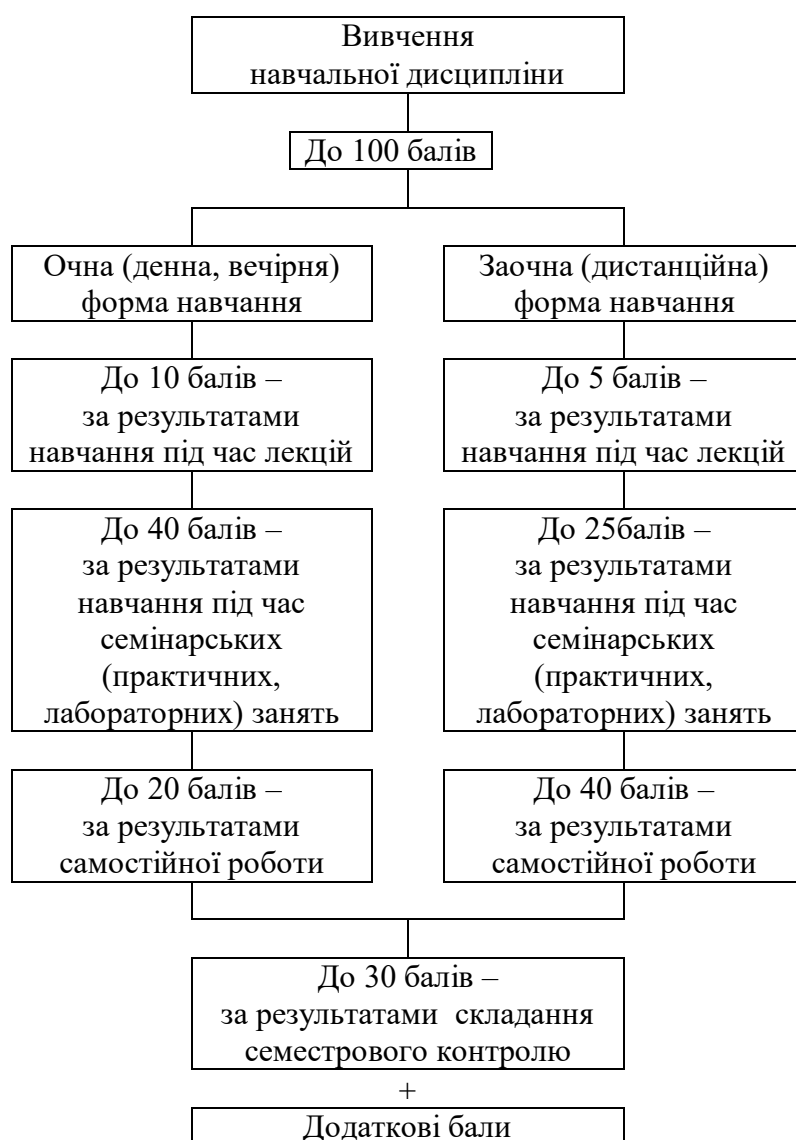 Вивчення
навчальної дисципліни
До 100 балів
Очна (денна, вечірня)
форма навчання
Заочна (дистанційна)
форма навчання
До 10 балів –
за результатами
навчання під час лекцій
До 5 балів –
за результатами
навчання під час лекцій
До 40 балів –
за результатами
навчання під час
семінарських
(практичних,
лабораторних) занять
До 25балів –
за результатами
навчання під час
семінарських
(практичних,
лабораторних) занять
До 20 балів –
за результатами
самостійної роботи
До 40 балів –
за результатами
самостійної роботи
До 30 балів –
за результатами складання
семестрового контролю
+
Додаткові бали